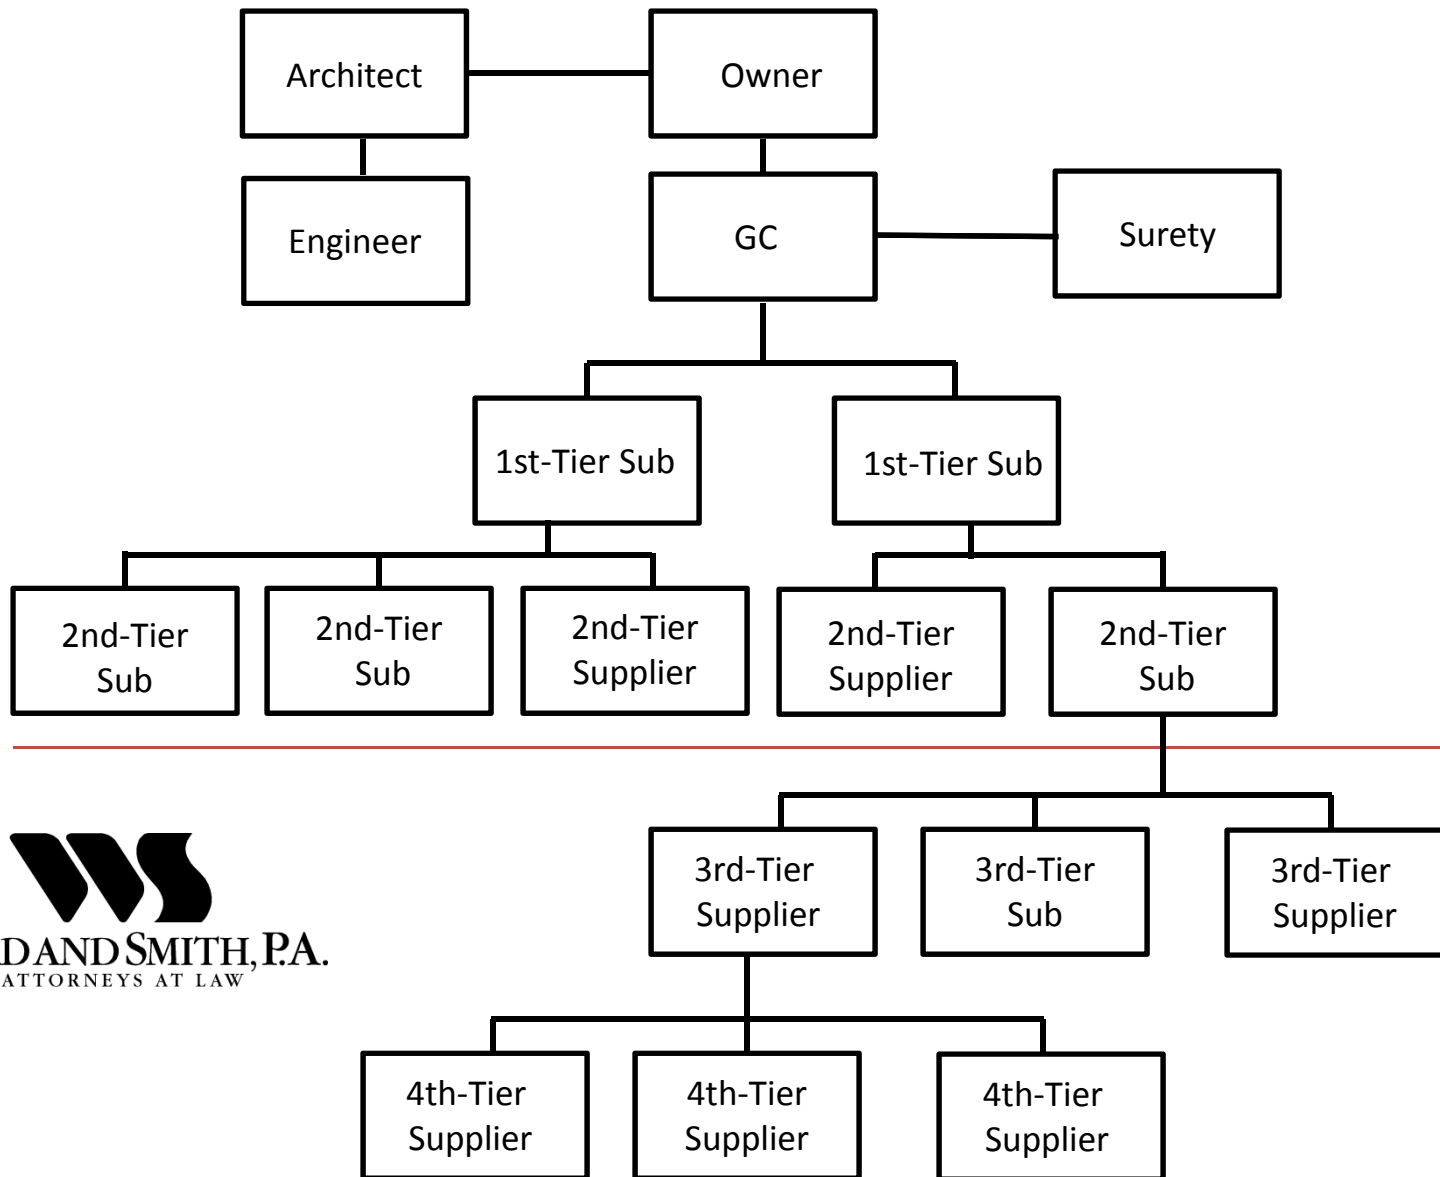 Architect
Owner
Engineer
GC
Surety
1st-Tier Sub
1st-Tier Sub
2nd-Tier
Sub
2nd-Tier
Sub
2nd-Tier
Supplier
2nd-Tier
Supplier
2nd-Tier
Sub
3rd-Tier
Supplier
3rd-Tier
Sub
3rd-Tier
Supplier
WS
D AND SMITH, P.A.
ATTORNEYS AT LAW
4th-Tier
Supplier
4th-Tier
Supplier
4th-Tier
Supplier